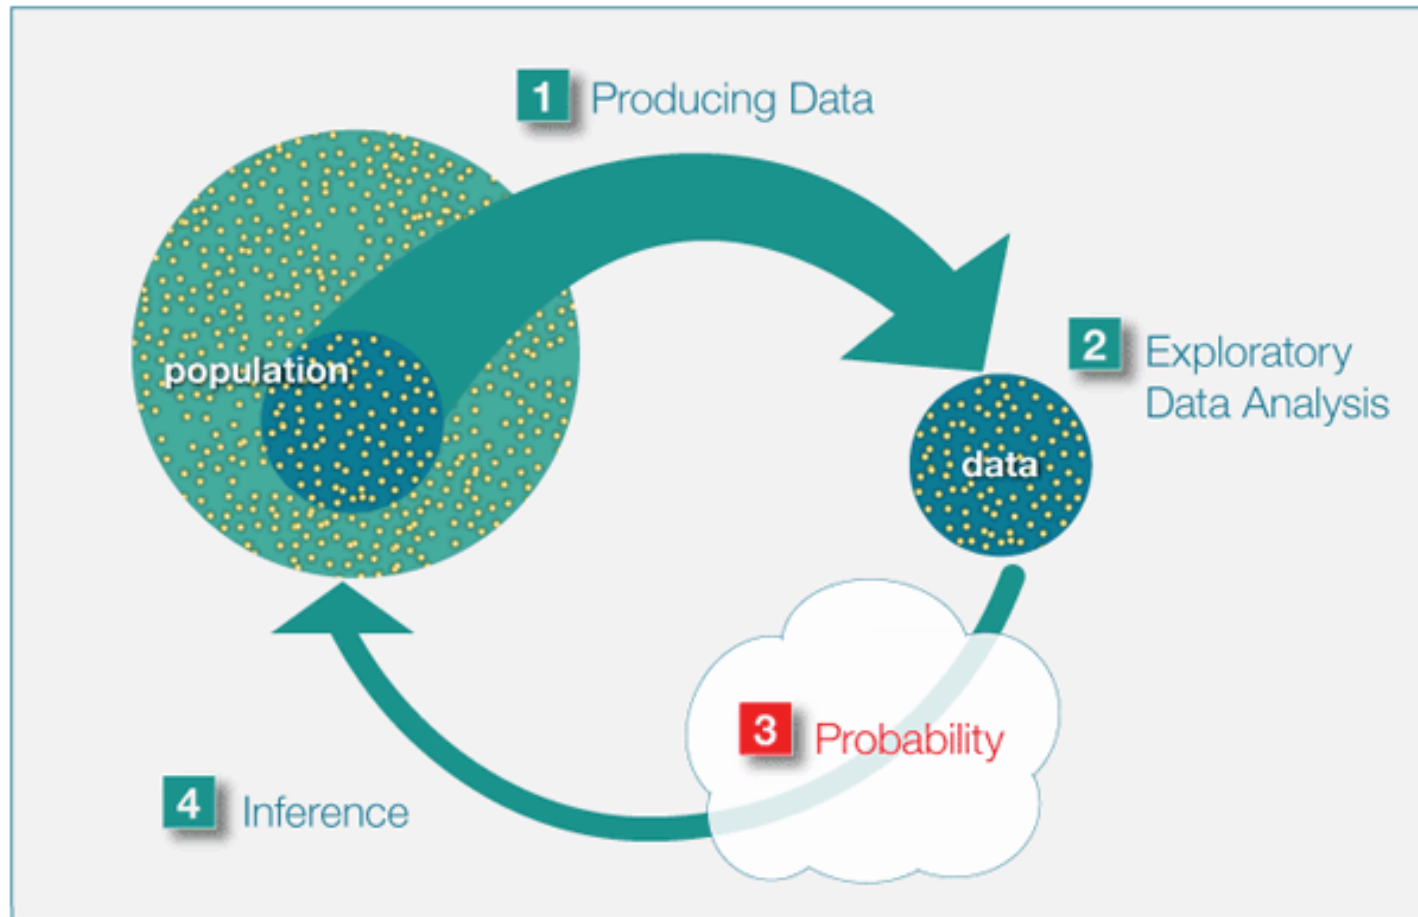 1 Producing Data
population
2 Exploratory
Data Analysis
data
3 Probability
4 Inference